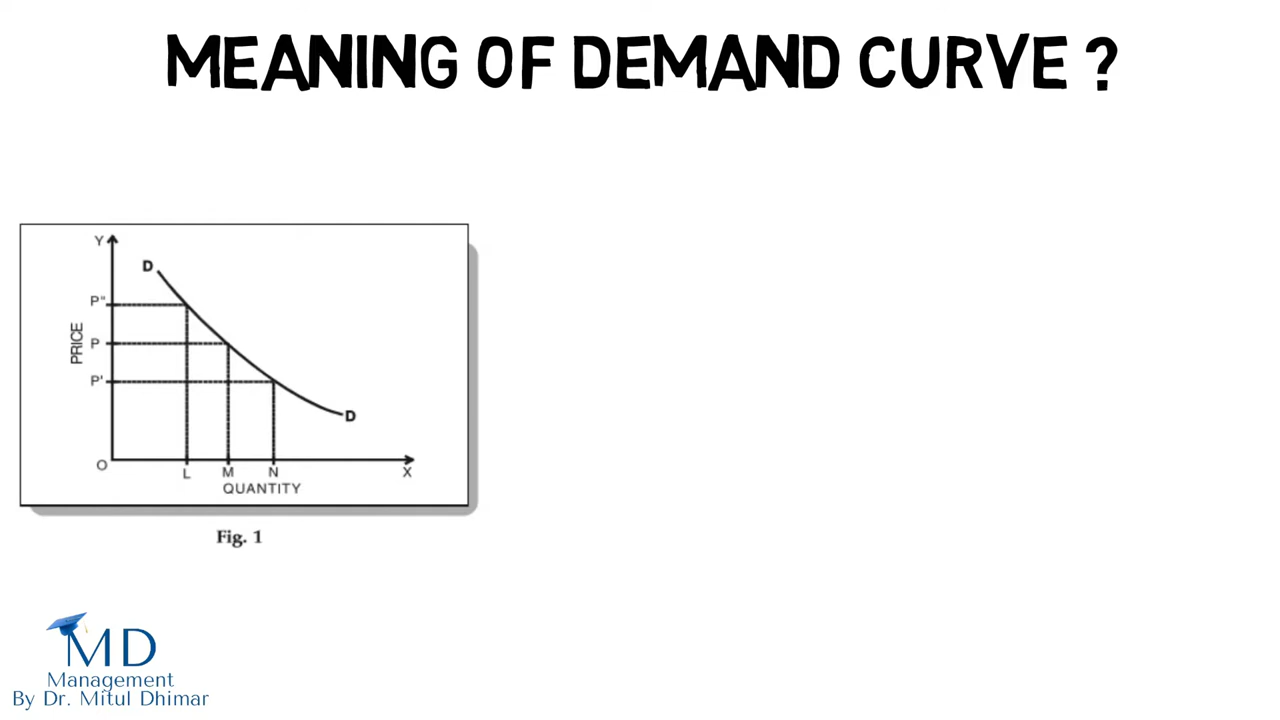 MEANING OF DEMAND CURVE ?
Y
D
P"
PRICE
P
P'
D
O
L M N X
QUANTITY
Fig. 1
MD
Management
By Dr. Mitul Dhimar